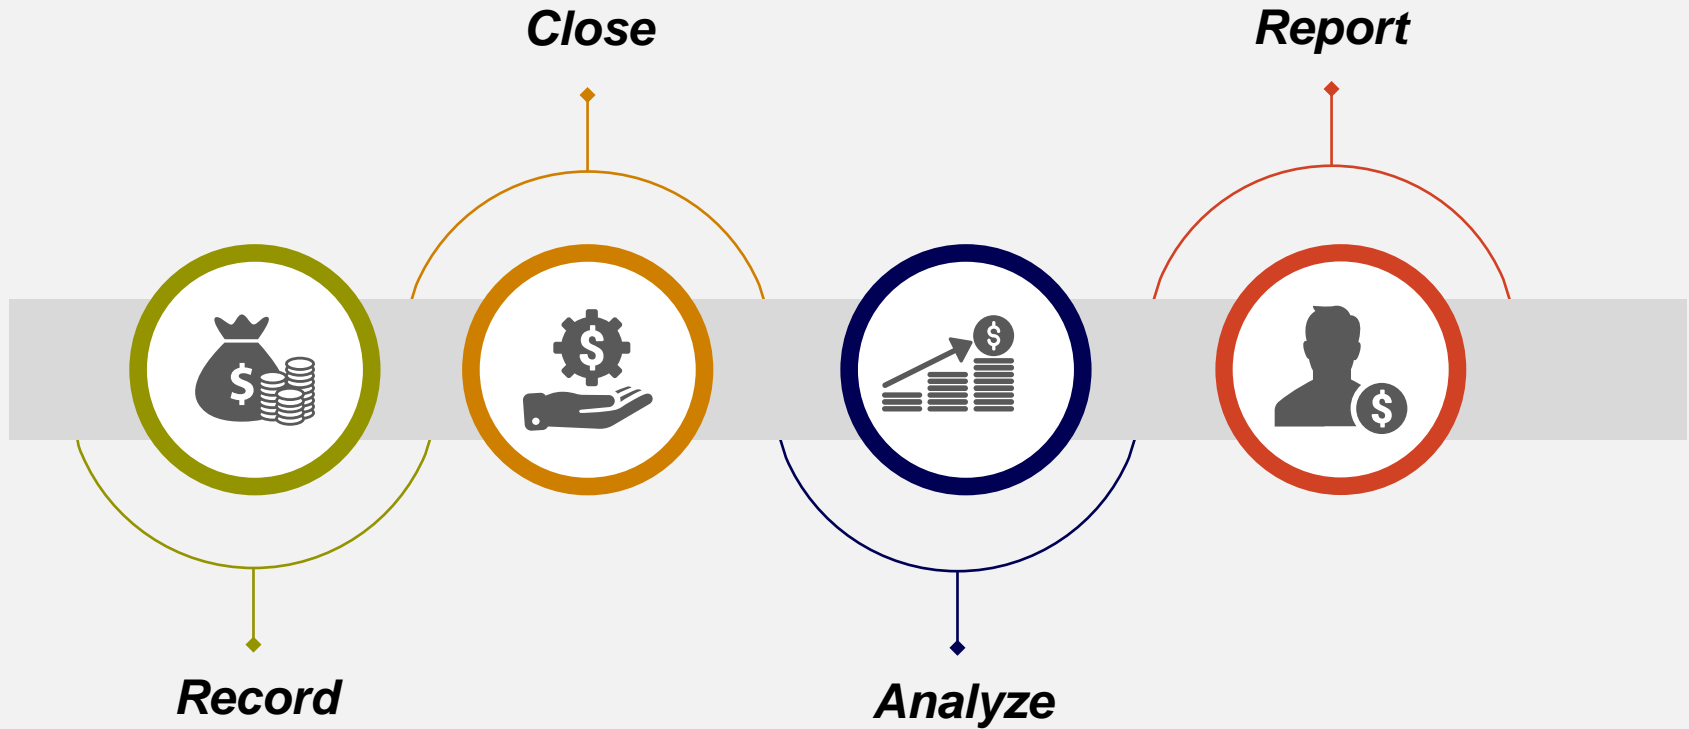 Close
Report
$
$
$
$
Record
Analyze